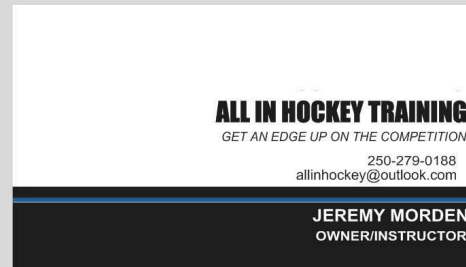 ALL IN HOCKEY TRAINING
GET AN EDGE UP ON THE COMPETITION
250-279-0188
allinhockey@outlook.com
JEREMY MORDEN
OWNER/INSTRUCTOR